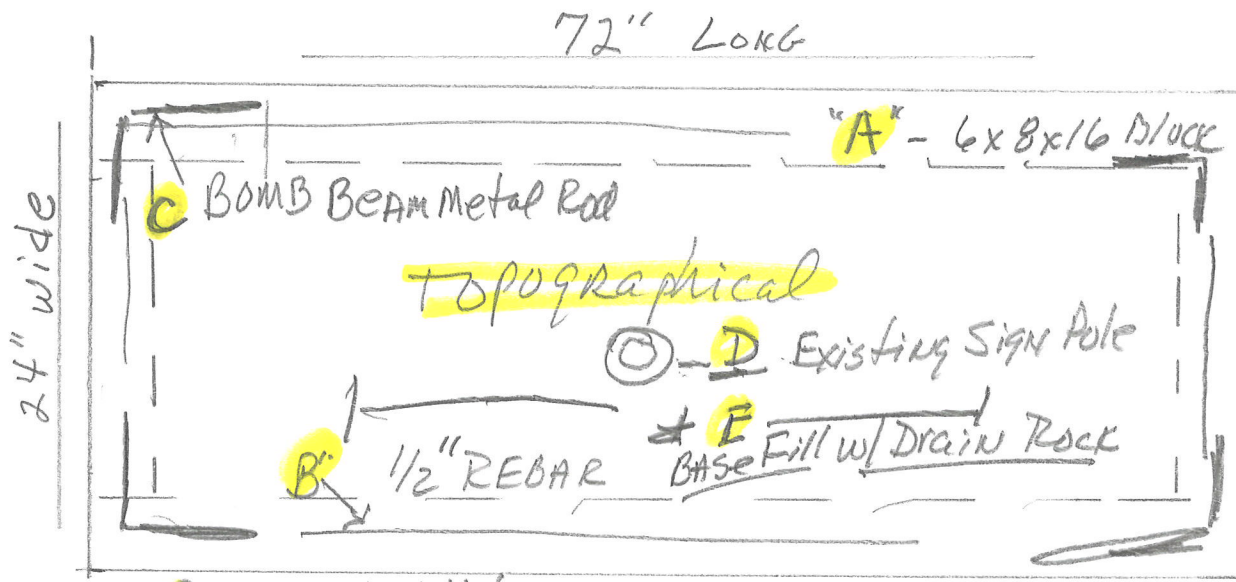 72" LONG
"A" - 6x8x16 Block
C BOMB BeAM Metal Rod
24" wide
Topographical
D Existing Sign Pole
* E
B" 1/2" REBAR BASE Fill w/ Drain Rock